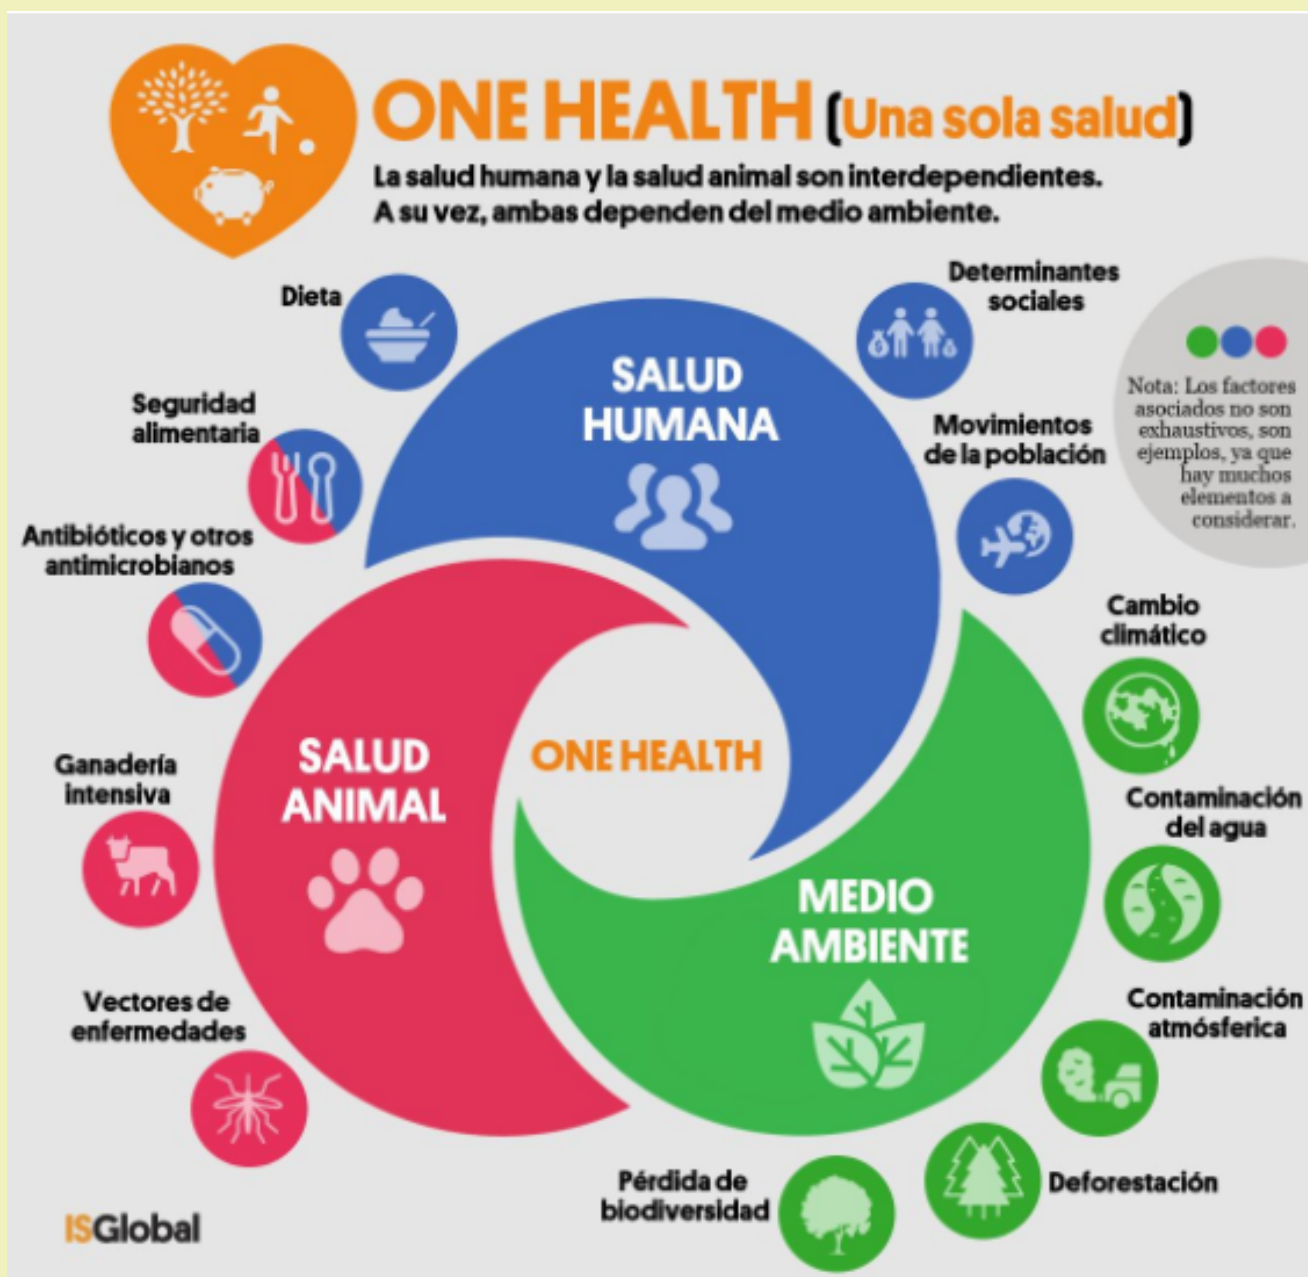 ONE HEALTH (Una sola salud)
La salud humana y la salud animal son interdependientes.
A su vez, ambas dependen del medio ambiente.
Dieta
Determinantes
sociales
SALUD
HUMANA
Nota: Los factores
asociados no son
exhaustivos, son
ejemplos, ya que
hay muchos
elementos a
considerar.
Seguridad
alimentaria
Movimientos
de la población
Antibióticos y otros
antimicrobianos
Cambio
climático
SALUD
ANIMAL
ONE HEALTH
Ganadería
intensiva
Contaminación
del agua
MEDIO
AMBIENTE
Vectores de
enfermedades
Contaminación
atmósferica
Pérdida de
biodiversidad
Deforestación
ISGlobal